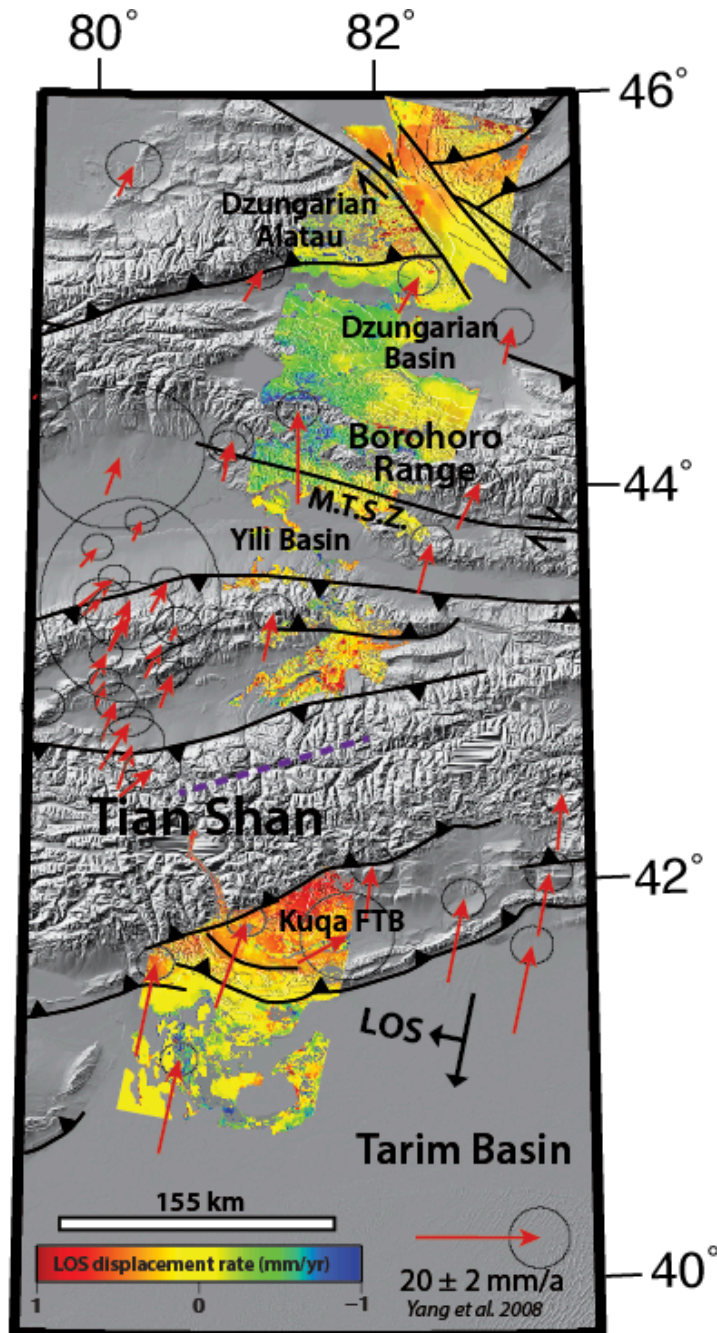 80° 82°
46°
Dzungarian
Alatau
Dzungarian
Basin
Borohoro
Range
44°
M.T.S.Z.
Yili Basin
Tian Shan
42°
Kuqa FTB
LOS
Tarim Basin
155 km
LOS displacement rate (mm/yr)
1 0 -1
20 ± 2 mm/a
Yang et al. 2008
40°